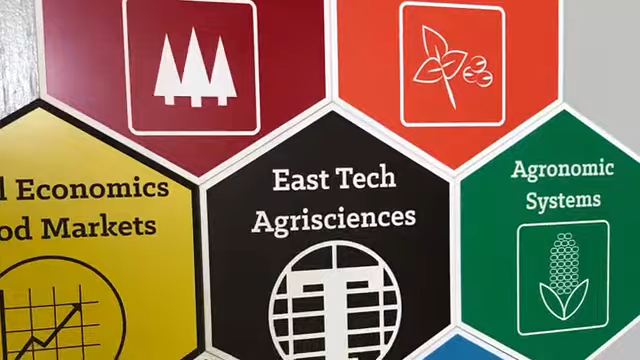 Economics
Markets
East Tech
Agrisciences
T
Agronomic
Systems